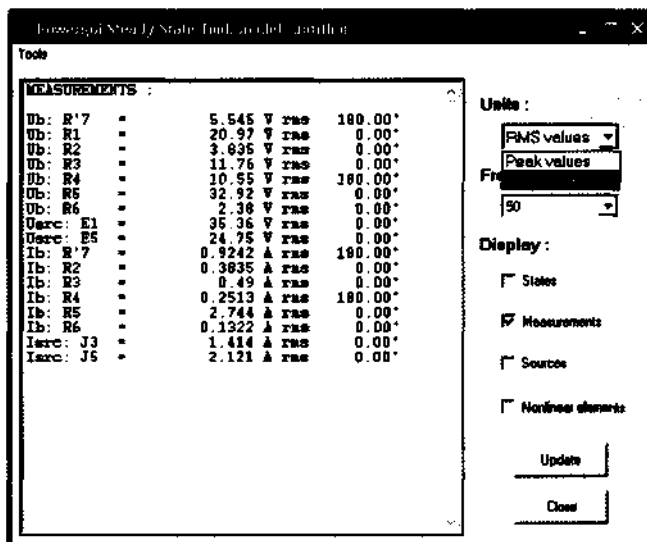 Powergui Steady State Tool. model: untitled
Tools
MEASUREMENTS :
Ub: R'7 = 5.545 V rms 180.00°
Ub: R1 = 20.97 V rms 0.00°
Ub: R2 = 3.835 V rms 0.00°
Ub: R3 = 11.76 V rms 0.00°
Ub: R4 = 10.55 V rms 180.00°
Ub: R5 = 32.92 V rms 0.00°
Ub: R6 = 2.38 V rms 0.00°
Usrc: E1 = 35.36 V rms 0.00°
Usrc: E5 = 24.75 V rms 0.00°
Ib: R'7 = 0.9242 A rms 180.00°
Ib: R2 = 0.3835 A rms 0.00°
Ib: R3 = 0.49 A rms 0.00°
Ib: R4 = 0.2513 A rms 180.00°
Ib: R5 = 2.744 A rms 0.00°
Ib: R6 = 0.1322 A rms 0.00°
Isrc: J3 = 1.414 A rms 0.00°
Isrc: J5 = 2.121 A rms 0.00°
Units :
RMS values
Peak values
Fre
50
Display :
States
Measurements
Sources
Nonlinear elements
Update
Close